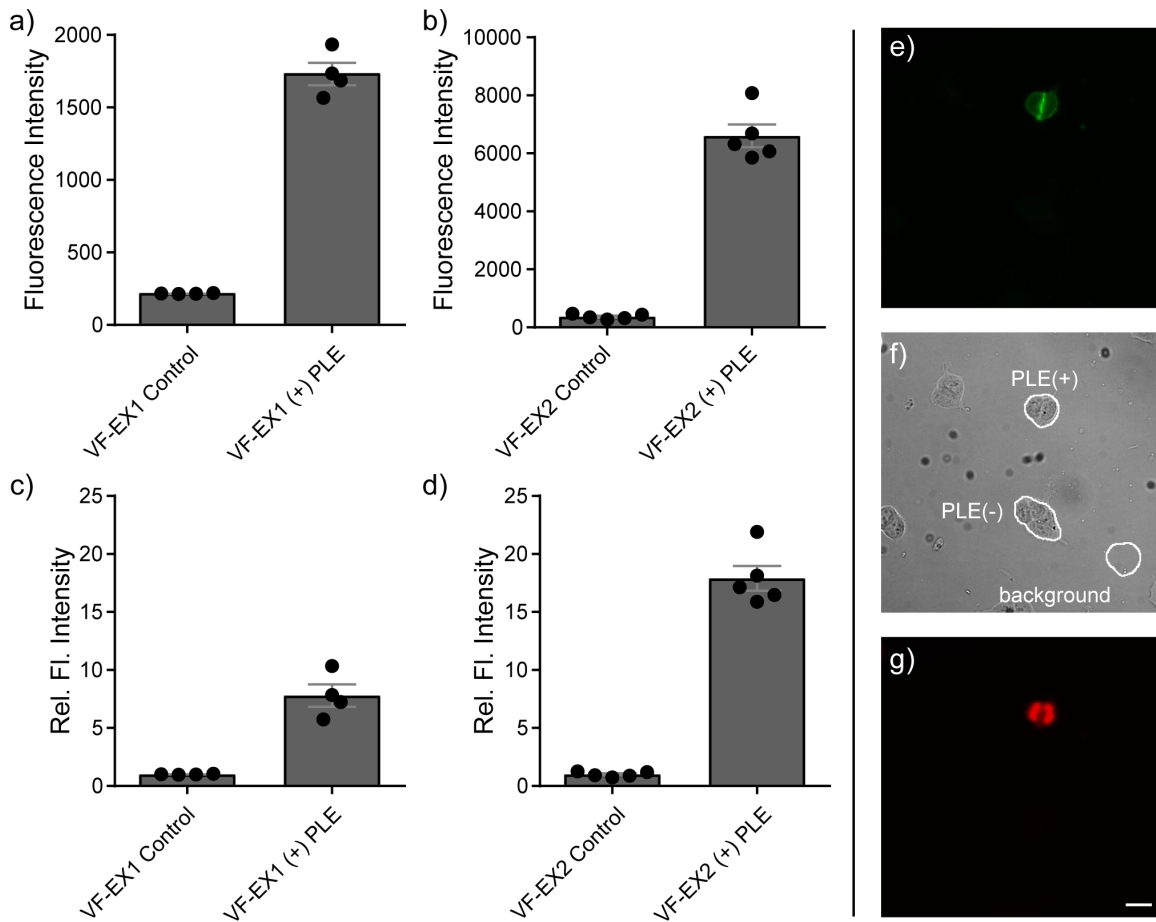 a)
2000
1500
1000
500
0
Fluorescence Intensity
VF-EX1 Control
VF-EX1 (+) PLE
b)
10000
8000
6000
4000
2000
0
Fluorescence Intensity
VF-EX2 Control
VF-EX2 (+) PLE
c)
25
20
15
10
5
0
Rel. Fl. Intensity
VF-EX1 Control
VF-EX1 (+) PLE
d)
25
20
15
10
5
0
Rel. Fl. Intensity
VF-EX2 Control
VF-EX2 (+) PLE
e)
f)
PLE(+)
PLE(-)
background
g)